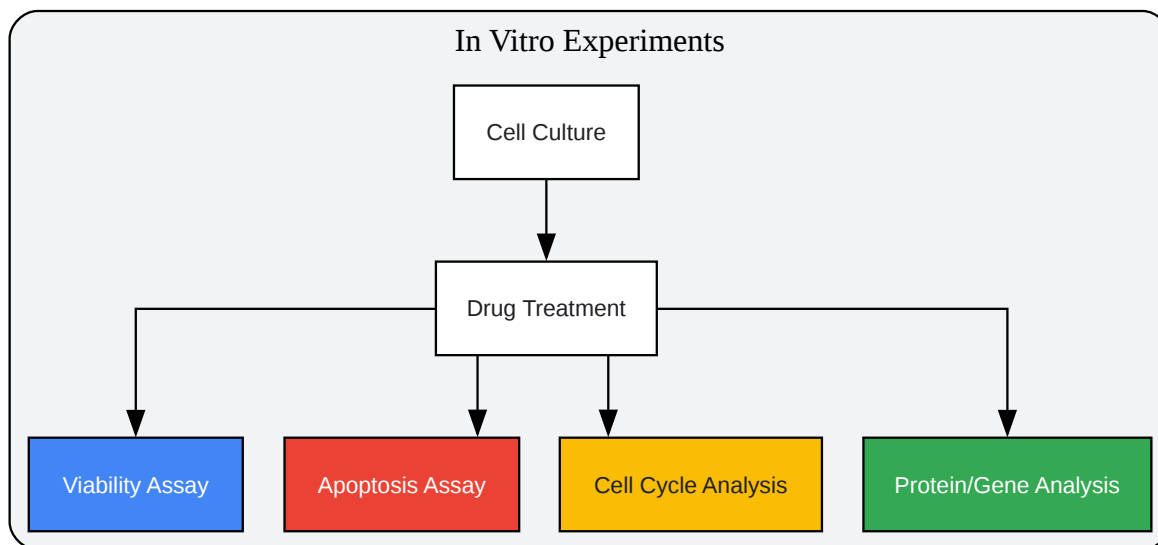 In Vitro Experiments
Cell Culture
Drug Treatment
Viability Assay
Apoptosis Assay
Cell Cycle Analysis
Protein/Gene Analysis